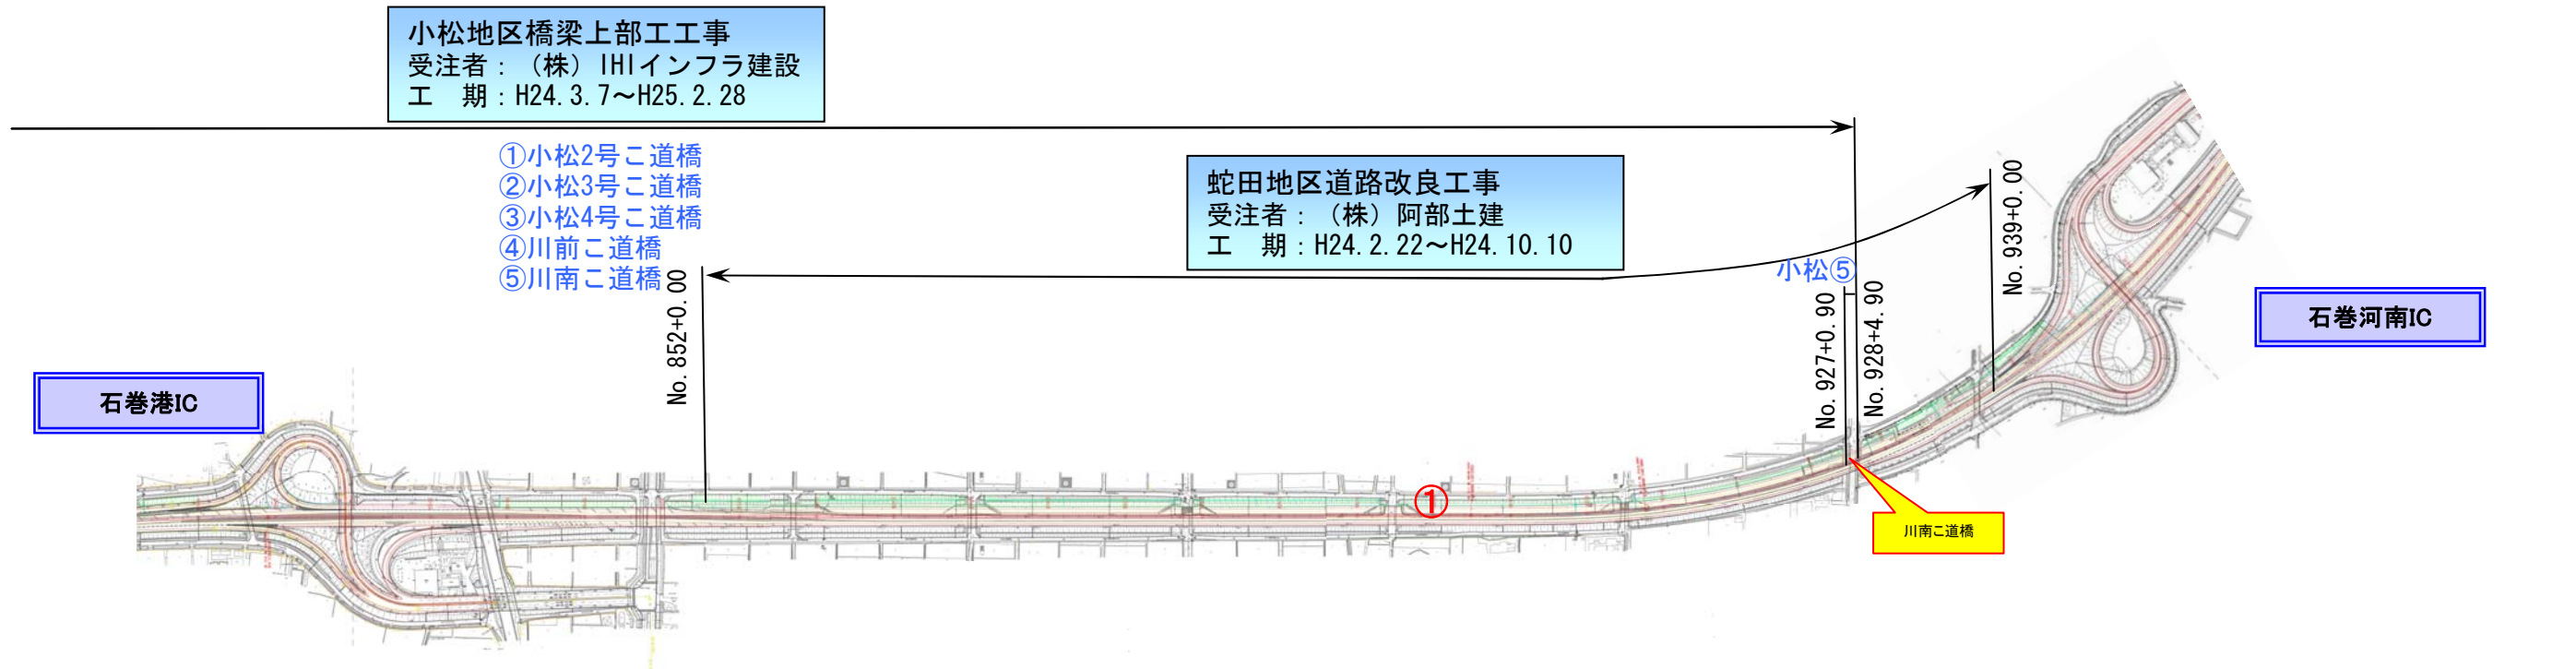 小松地区橋梁上部工工事
受注者：（株）IHIインフラ建設
工　期：H24.3.7～H25.2.28
①小松2号こ道橋
②小松3号こ道橋
③小松4号こ道橋
④川前こ道橋
⑤川南こ道橋
蛇田地区道路改良工事
受注者：（株）阿部土建
工　期：H24.2.22～H24.10.10
No.852+0.00
小松⑤
No.927+0.90
No.928+4.90
No.939+0.00
石巻港IC
石巻河南IC
①
川南こ道橋